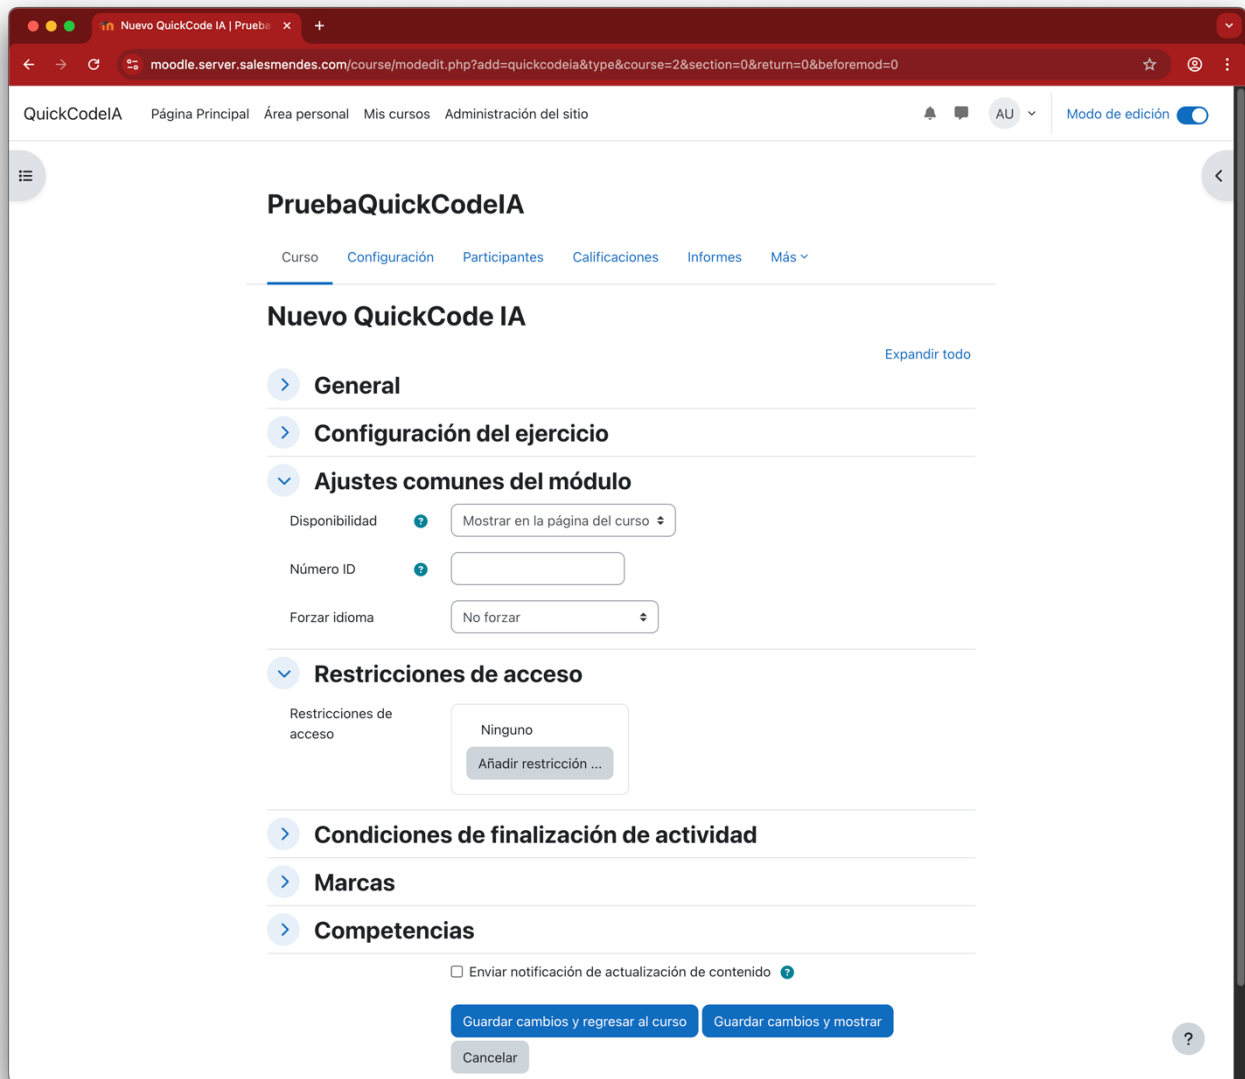 Nuevo QuickCode IA | Prueba
moodle.server.salesmendes.com/course/modedit.php?add=quickcodeia&type&course=2&section=0&return=0&beforemod=0
QuickCodeIA Página Principal Área personal Mis cursos Administración del sitio AU Modo de edición
PruebaQuickCodeIA
Curso Configuración Participantes Calificaciones Informes Más
Nuevo QuickCode IA
Expandir todo
General
Configuración del ejercicio
Ajustes comunes del módulo
Disponibilidad ? Mostrar en la página del curso
Número ID ?
Forzar idioma No forzar
Restricciones de acceso
Restricciones de
acceso
Ninguno
Añadir restricción ...
Condiciones de finalización de actividad
Marcas
Competencias
Enviar notificación de actualización de contenido ?
Guardar cambios y regresar al curso Guardar cambios y mostrar
Cancelar
?